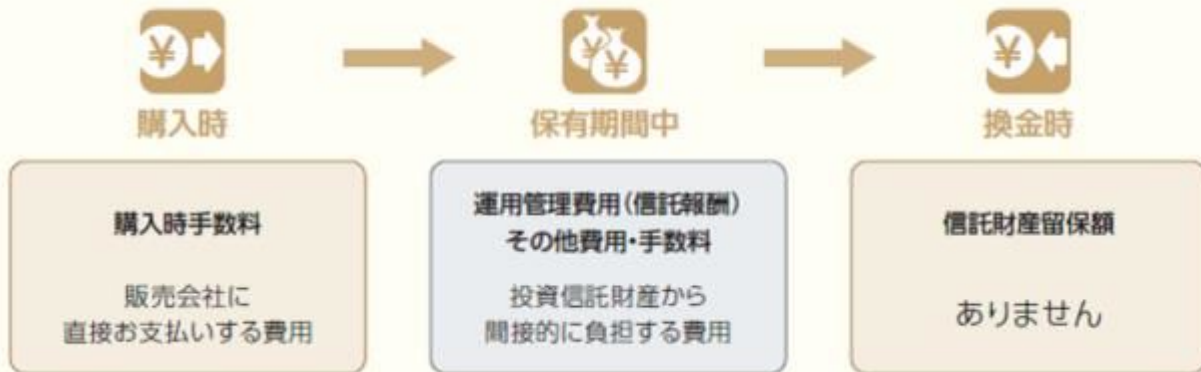 購入時
保有期間中
換金時
購入時手数料
販売会社に
直接お支払いする費用
運用管理費用(信託報酬)
その他費用・手数料
投資信託財産から
間接的に負担する費用
信託財産留保額
ありません